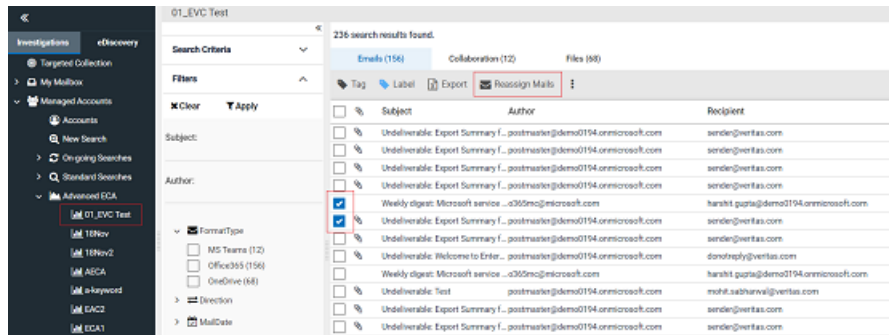 01_EVC Test
Investigations eDiscovery
Targeted Collection
My Mailbox
Managed Accounts
Accounts
New Search
On-going Searches
Standard Searches
Advanced ECA
01_EVC Test
18Nov
18Nov2
AECA
a-keyword
EAC2
ECA1
Search Criteria
Filters
Clear Apply
Subject:
Author:
FormatType
MS Teams (12)
Office365 (156)
OneDrive (68)
Direction
MailDate
236 search results found.
Emails (156) Collaboration (12) Files (68)
Tag Label Export Reassign Mails
Subject Author Recipient
Undeliverable: Export Summary f... postmaster@demo0194.onmicrosoft.com sender@veritas.com
Undeliverable: Export Summary f... postmaster@demo0194.onmicrosoft.com sender@veritas.com
Undeliverable: Export Summary f... postmaster@demo0194.onmicrosoft.com sender@veritas.com
Undeliverable: Export Summary f... postmaster@demo0194.onmicrosoft.com sender@veritas.com
Weekly digest: Microsoft service ... o365mc@microsoft.com harshit.gupta@demo0194.onmicrosoft.com
Undeliverable: Export Summary f... postmaster@demo0194.onmicrosoft.com sender@veritas.com
Undeliverable: Export Summary f... postmaster@demo0194.onmicrosoft.com sender@veritas.com
Undeliverable: Welcome to Enter... postmaster@demo0194.onmicrosoft.com donotreply@veritas.com
Weekly digest: Microsoft service ... o365mc@microsoft.com harshit.gupta@demo0194.onmicrosoft.com
Undeliverable: Test postmaster@demo0194.onmicrosoft.com mohit.sabharwal@veritas.com
Undeliverable: Export Summary f... postmaster@demo0194.onmicrosoft.com sender@veritas.com
Undeliverable: Export Summary f... postmaster@demo0194.onmicrosoft.com sender@veritas.com